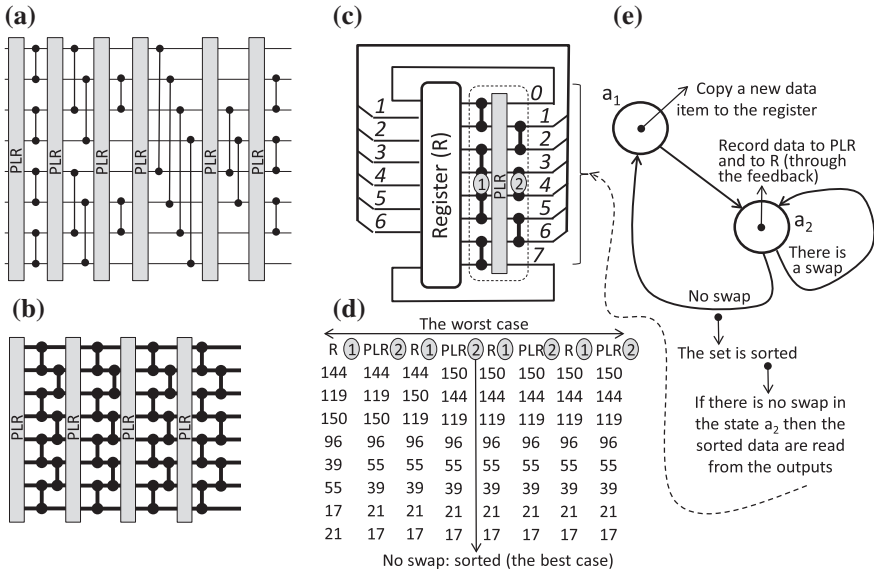 (a)
PLR PLR PLR PLR PLR PLR
(b)
PLR PLR PLR PLR
(c)
1
2
3
4
5
6
Register (R)
1
PLR
2
0
1
2
3
4
5
6
7
(d)
The worst case
R 1 PLR 2 R 1 PLR 2 R 1 PLR 2 R 1 PLR 2
144 144 144 150 150 150 150 150
119 119 150 144 144 144 144 144
150 150 119 119 119 119 119 119
96 96 96 96 96 96 96 96
39 55 55 55 55 55 55 55
55 39 39 39 39 39 39 39
17 21 21 21 21 21 21 21
21 17 17 17 17 17 17 17
No swap: sorted (the best case)
(e)
a1
Copy a new data
item to the register
Record data to PLR
and to R (through
the feedback)
a2
There is
a swap
No swap
The set is sorted
If there is no swap in
the state a2 then the
sorted data are read
from the outputs